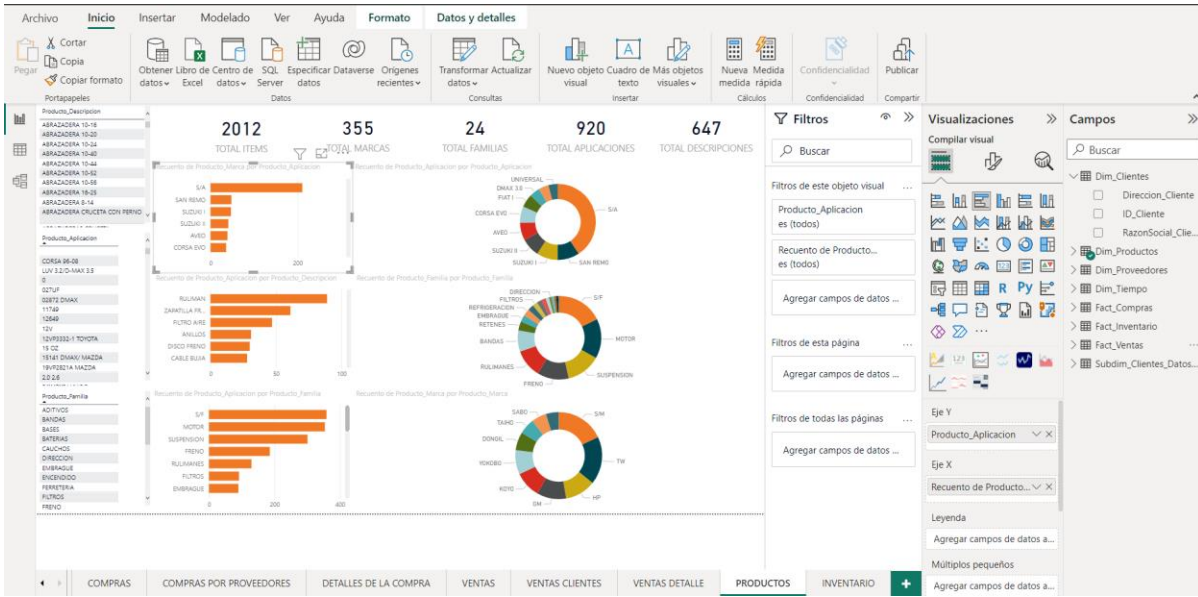 Archivo Inicio Insertar Modelado Ver Ayuda Formato Datos y detalles
Pegar
Cortar
Copia
Copiar formato
Portapapeles
Obtener datos
Libro de Excel
Centro de datos
SQL Server
Especificar datos
Dataverse
Orígenes recientes
Datos
Transformar datos
Actualizar
Consultas
Nuevo objeto visual
Cuadro de texto
Más objetos visuales
Insertar
Nueva medida
Medida rápida
Cálculos
Confidencialidad
Confidencialidad
Publicar
Compartir
Producto_Descripcion
ABRAZADERA 10-16
ABRAZADERA 10-20
ABRAZADERA 10-24
ABRAZADERA 10-40
ABRAZADERA 10-44
ABRAZADERA 10-52
ABRAZADERA 10-56
ABRAZADERA 16-25
ABRAZADERA 8-14
ABRAZADERA CRUCETA CON PERNO
Producto_Aplicacion
CORSA 96-08
LUV 3.2/D-MAX 3.5
0
027UF
02972 DMAX
11749
12649
12V
12VP3332-1 TOYOTA
15 OZ
15141 DMAX/ MAZDA
19VP2821A MAZDA
2.0 2.6
Producto_Familia
ADITIVOS
BANDAS
BASES
BATERIAS
CAUCHOS
DIRECCION
EMBRAGUE
ENCENDIDO
FERRETERIA
FILTROS
FRENO
2012
TOTAL ITEMS
355
TOTAL MARCAS
24
TOTAL FAMILIAS
920
TOTAL APLICACIONES
647
TOTAL DESCRIPCIONES
Recuento de Producto_Marca por Producto_Aplicacion
S/A
SAN REMO
SUZUKI I
SUZUKI II
AVEO
CORSA EVO
0 200
Recuento de Producto_Aplicacion por Producto_Aplicacion
UNIVERSAL
DMAX 3.0
FIAT I
CORSA EVO
AVEO
SUZUKI II
SUZUKI I
SAN REMO
S/A
Recuento de Producto_Aplicacion por Producto_Descripcion
RULIMAN
ZAPATILLA FR...
FILTRO AIRE
ANILLOS
DISCO FRENO
CABLE BUJIA
0 50 100
Recuento de Producto_Familia por Producto_Familia
DIRECCION
FILTROS
REFRIGERACION
EMBRAGUE
RETENES
BANDAS
RULIMANES
FRENO
SUSPENSION
MOTOR
S/F
Recuento de Producto_Aplicacion por Producto_Familia
S/F
MOTOR
SUSPENSION
FRENO
RULIMANES
FILTROS
EMBRAGUE
0 200 400
Recuento de Producto_Marca por Producto_Marca
SABO
TAIHO
DONGIL
YOKOBO
KOYO
GM
HP
TW
S/M
Filtros
Buscar
Filtros de este objeto visual
Producto_Aplicacion
es (todos)
Recuento de Producto...
es (todos)
Agregar campos de datos ...
Filtros de esta página
Agregar campos de datos ...
Filtros de todas las páginas
Agregar campos de datos ...
Visualizaciones
Compilar visual
R Py
Eje Y
Producto_Aplicacion
Eje X
Recuento de Producto...
Leyenda
Agregar campos de datos a...
Múltiplos pequeños
Agregar campos de datos a...
Campos
Buscar
Dim_Clientes
Direccion_Cliente
ID_Cliente
RazonSocial_Clie...
Dim_Productos
Dim_Proveedores
Dim_Tiempo
Fact_Compras
Fact_Inventario
Fact_Ventas
Subdim_Clientes_Datos...
COMPRAS COMPRAS POR PROVEEDORES DETALLES DE LA COMPRA VENTAS VENTAS CLIENTES VENTAS DETALLE PRODUCTOS INVENTARIO